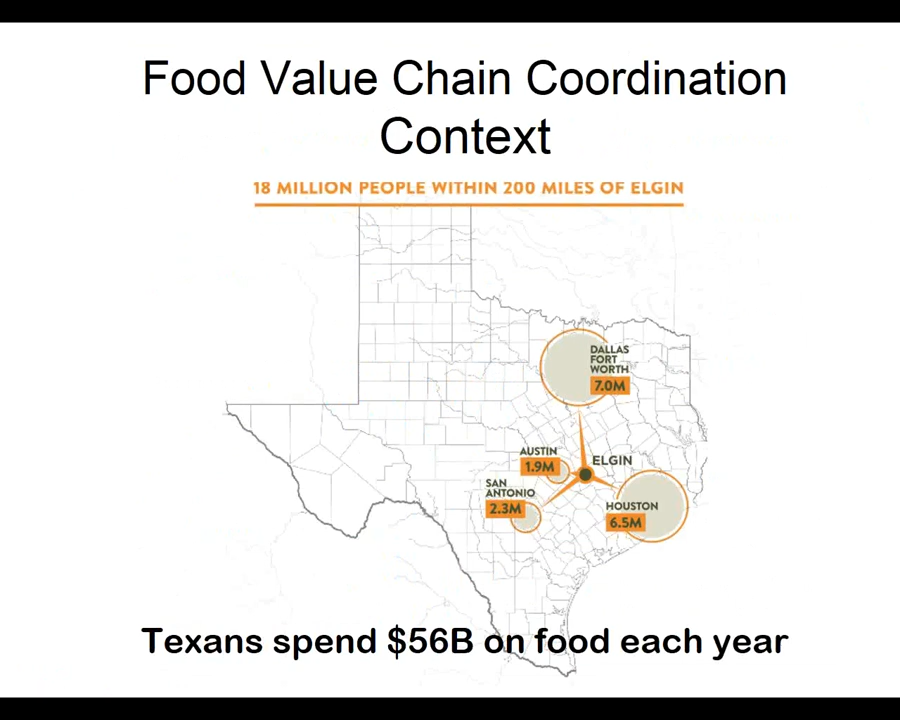 Food Value Chain Coordination
Context
18 MILLION PEOPLE WITHIN 200 MILES OF ELGIN
DALLAS
FORT
WORTH
7.0M
AUSTIN
1.9M
ELGIN
SAN
ANTONIO
2.3M
HOUSTON
6.5M
Texans spend $56B on food each year